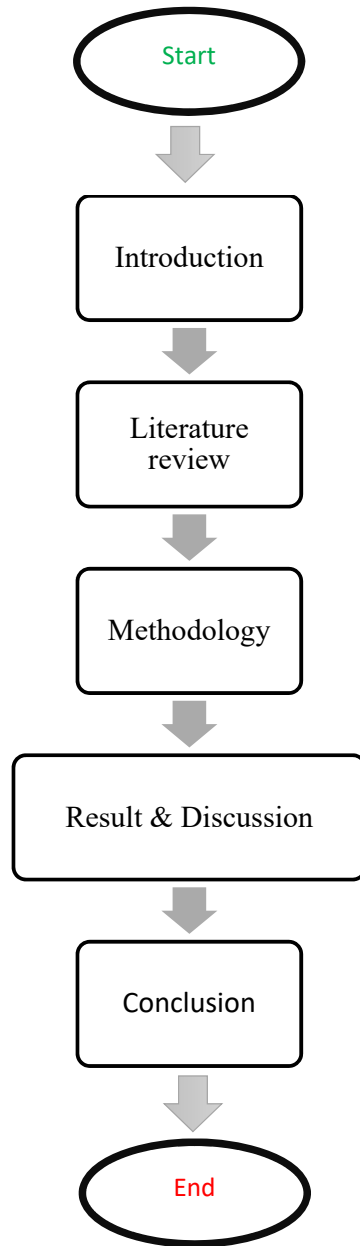 Start
Introduction
Literature
review
Methodology
Result & Discussion
Conclusion
End